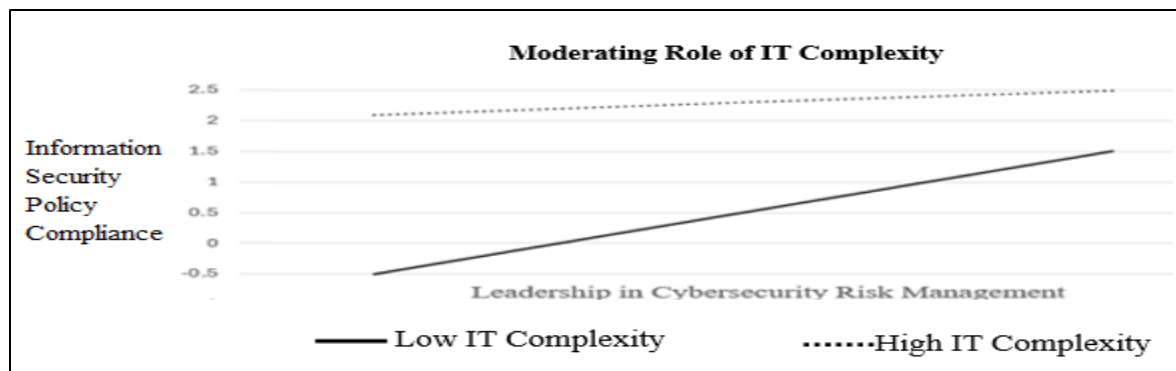 Moderating Role of IT Complexity
2.5
2
1.5
1
0.5
0
-0.5
Information
Security
Policy
Compliance
Leadership in Cybersecurity Risk Management
Low IT Complexity
High IT Complexity